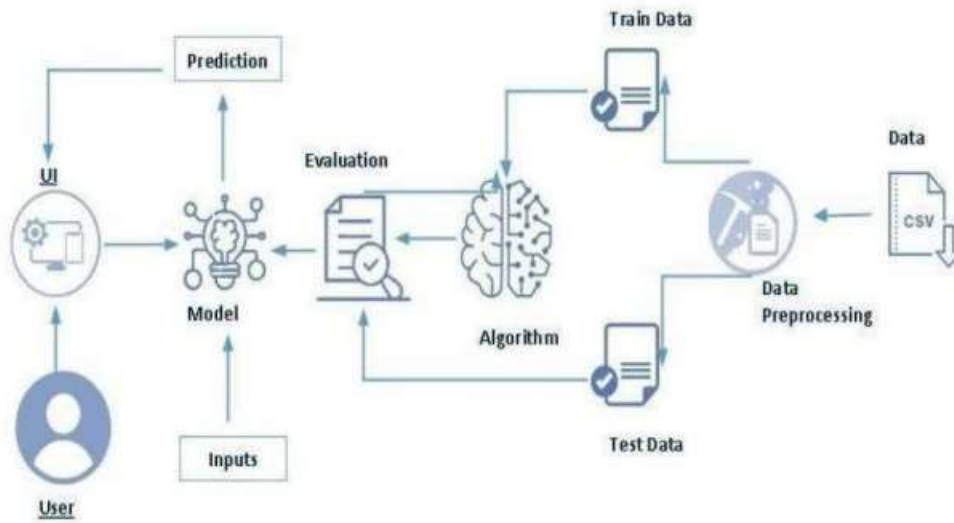 Train Data
Prediction
Data
Evaluation
UI
CSV
Model
Algorithm
Data
Preprocessing
Inputs
Test Data
User